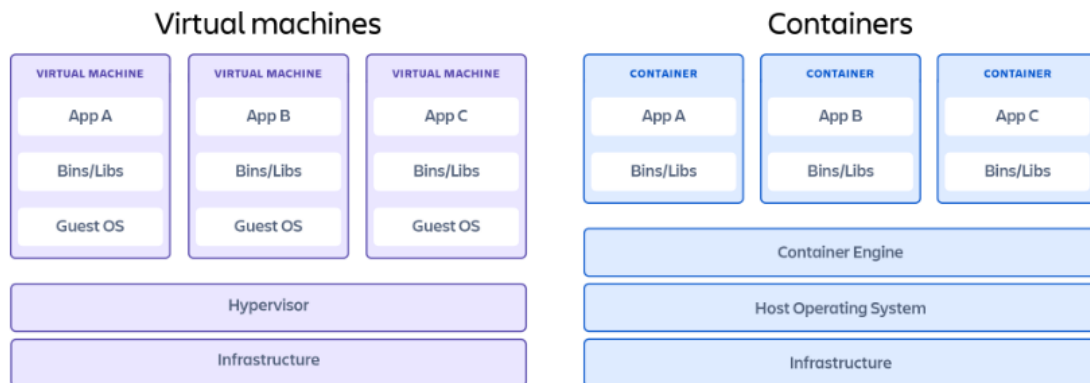 Virtual machines
VIRTUAL MACHINE
App A
Bins/Libs
Guest OS
VIRTUAL MACHINE
App B
Bins/Libs
Guest OS
VIRTUAL MACHINE
App C
Bins/Libs
Guest OS
Hypervisor
Infrastructure
Containers
CONTAINER
App A
Bins/Libs
CONTAINER
App B
Bins/Libs
CONTAINER
App C
Bins/Libs
Container Engine
Host Operating System
Infrastructure